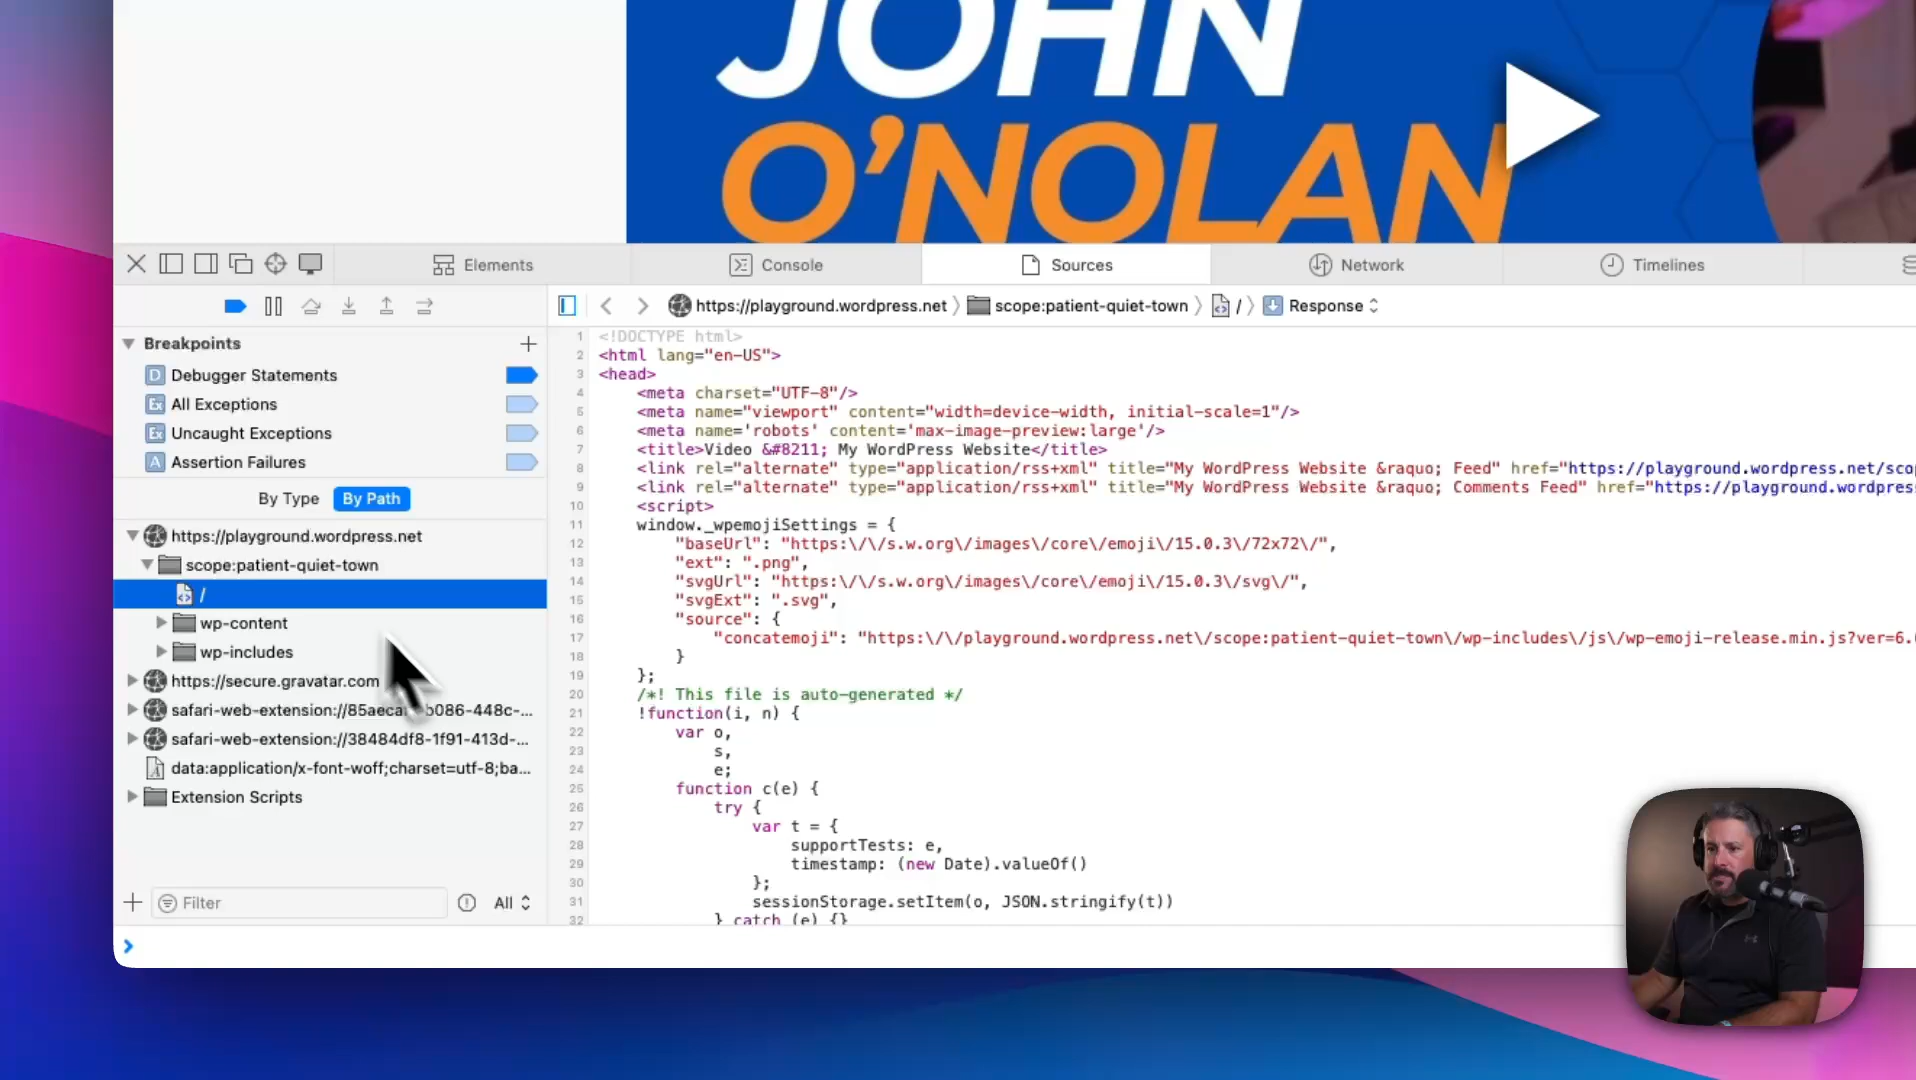 JOHN
O'NOLAN
Elements
Console
Sources
Network
Timelines
https://playground.wordpress.net
scope:patient-quiet-town
/
Response
Breakpoints
D Debugger Statements
Ex All Exceptions
Ex Uncaught Exceptions
A Assertion Failures
By Type
By Path
https://playground.wordpress.net
scope:patient-quiet-town
/
wp-content
wp-includes
https://secure.gravatar.com
safari-web-extension://85aeca b086-448c-...
safari-web-extension://38484df8-1f91-413d-...
data:application/x-font-woff;charset=utf-8;ba...
Extension Scripts
Filter
All
1 <!DOCTYPE html>
2 <html lang="en-US">
3 <head>
4 <meta charset="UTF-8"/>
5 <meta name="viewport" content="width=device-width, initial-scale=1"/>
6 <meta name='robots' content='max-image-preview:large'/>
7 <title>Video &#8211; My WordPress Website</title>
8 <link rel="alternate" type="application/rss+xml" title="My WordPress Website &raquo; Feed" href="https://playground.wordpress.net/scop
9 <link rel="alternate" type="application/rss+xml" title="My WordPress Website &raquo; Comments Feed" href="https://playground.wordpress
10 <script>
11 window._wpemojiSettings = {
12 "baseUrl": "https:\/\/s.w.org\/images\/core\/emoji\/15.0.3\/72x72\/",
13 "ext": ".png",
14 "svgUrl": "https:\/\/s.w.org\/images\/core\/emoji\/15.0.3\/svg\/",
15 "svgExt": ".svg",
16 "source": {
17 "concatemoji": "https:\/\/playground.wordpress.net\/scope:patient-quiet-town\/wp-includes\/js\/wp-emoji-release.min.js?ver=6.
18 }
19 };
20 /*! This file is auto-generated */
21 !function(i, n) {
22 var o,
23 s,
24 e;
25 function c(e) {
26 try {
27 var t = {
28 supportTests: e,
29 timestamp: (new Date).valueOf()
30 };
31 sessionStorage.setItem(o, JSON.stringify(t))
32 } catch (e) {}